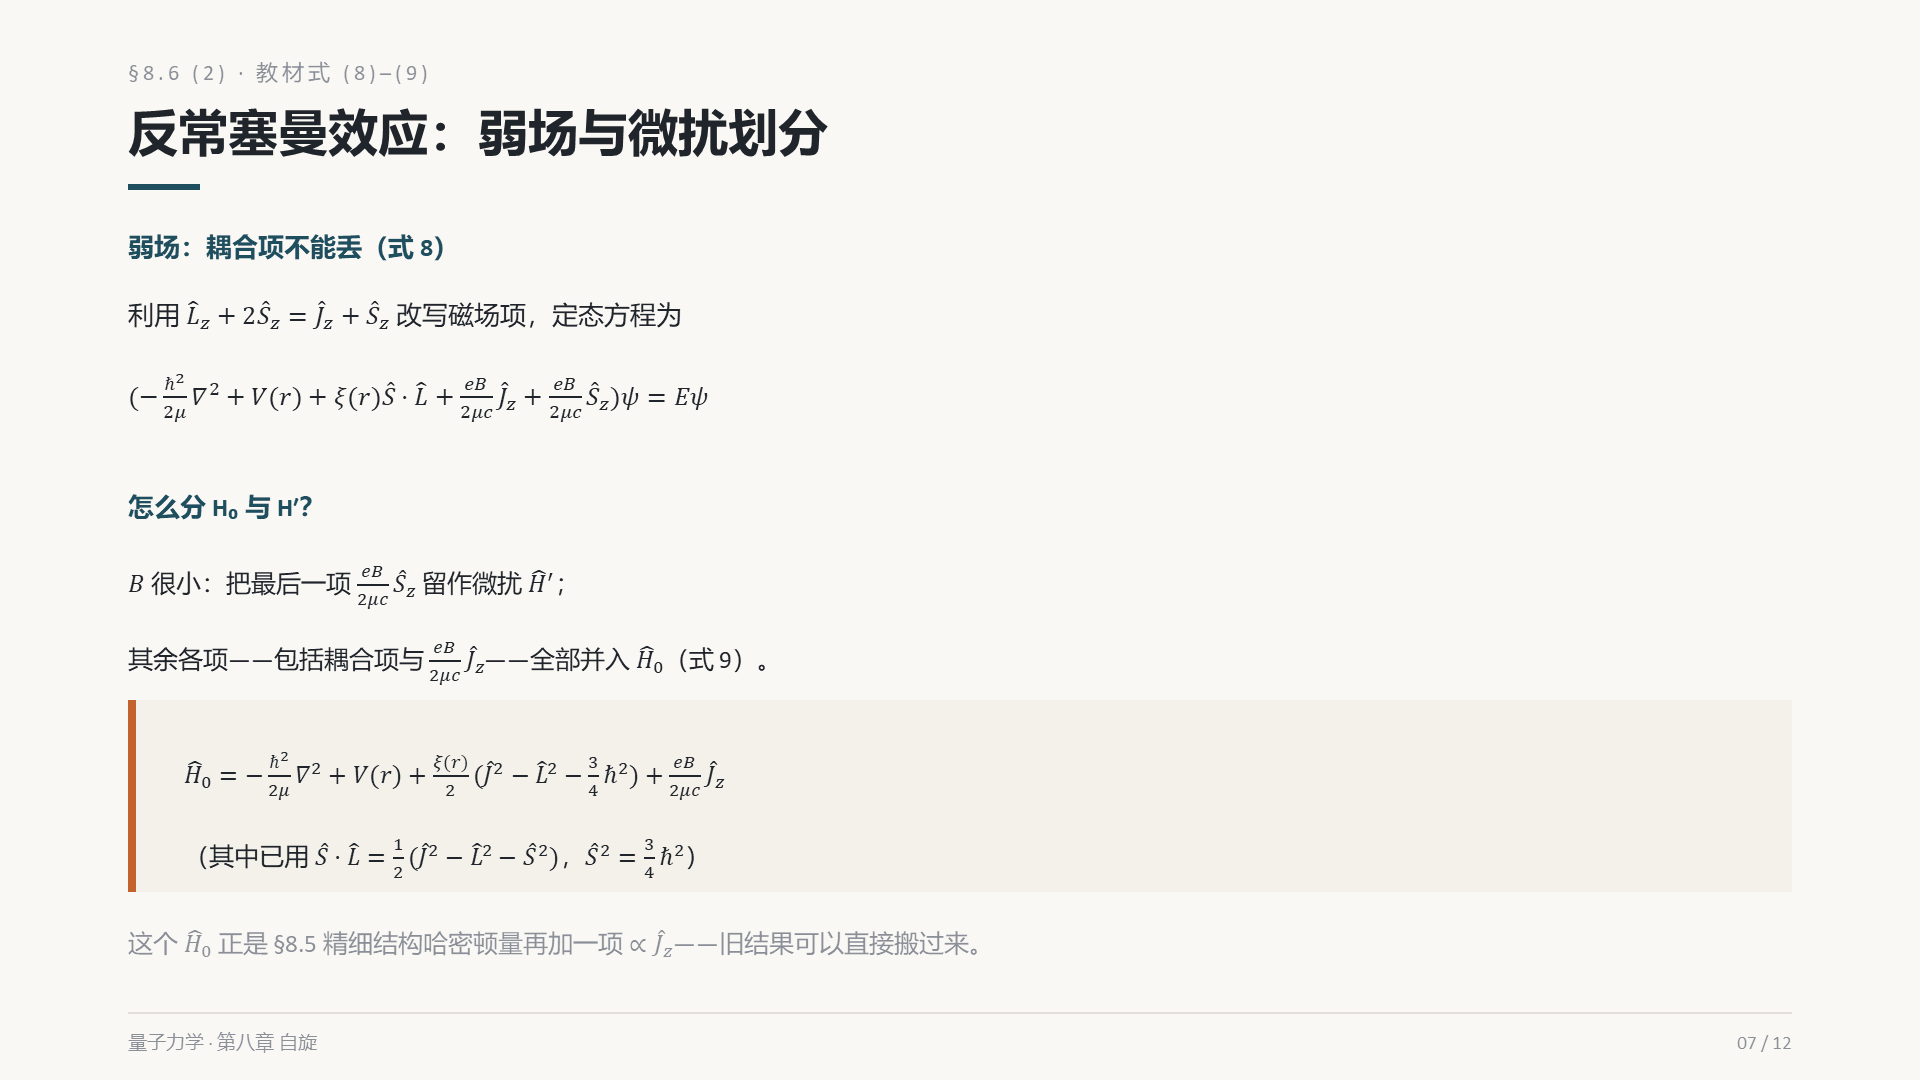 §8.6 (2) · 教材式 (8)–(9)
反常塞曼效应：弱场与微扰划分
弱场：耦合项不能丢（式 8）
利用 L̂_z + 2Ŝ_z = Ĵ_z + Ŝ_z 改写磁场项，定态方程为
(−ħ²/2μ ∇² + V(r) + ξ(r)Ŝ · L̂ + eB/2μc Ĵ_z + eB/2μc Ŝ_z)ψ = Eψ
怎么分 H₀ 与 H′？
B 很小：把最后一项 eB/2μc Ŝ_z 留作微扰 Ĥ′；
其余各项——包括耦合项与 eB/2μc Ĵ_z——全部并入 Ĥ₀（式 9）。
Ĥ₀ = −ħ²/2μ ∇² + V(r) + ξ(r)/2 (Ĵ² − L̂² − 3/4 ħ²) + eB/2μc Ĵ_z
（其中已用 Ŝ · L̂ = 1/2 (Ĵ² − L̂² − Ŝ²)，Ŝ² = 3/4 ħ²）
这个 Ĥ₀ 正是 §8.5 精细结构哈密顿量再加一项 ∝ Ĵ_z——旧结果可以直接搬过来。
量子力学 · 第八章 自旋
07 / 12